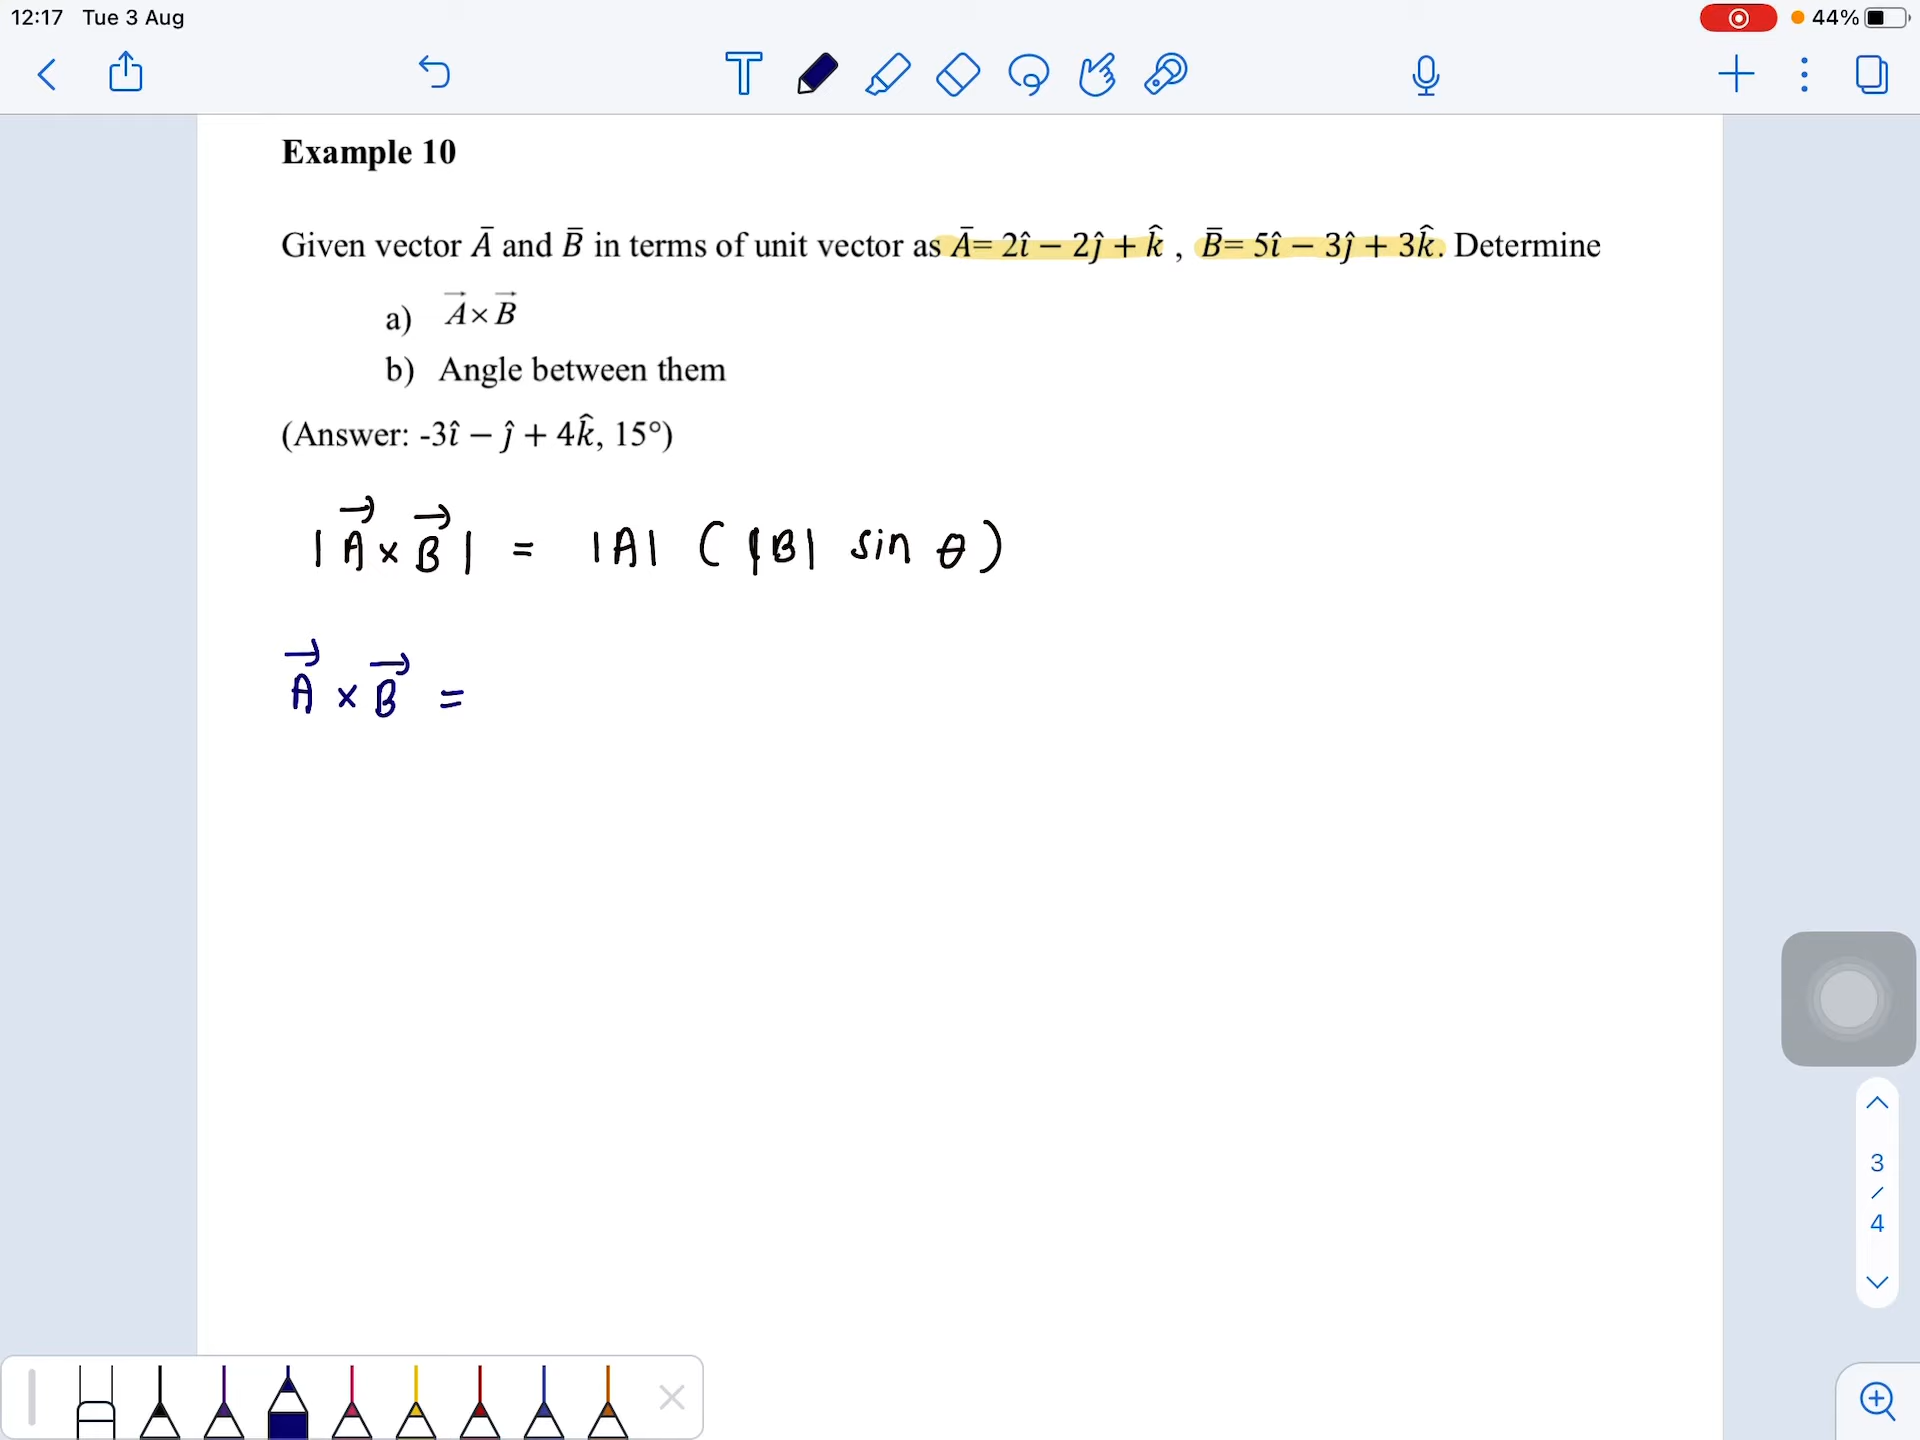 12:17 Tue 3 Aug 44%
T
Example 10
Given vector A̅ and B̅ in terms of unit vector as A̅= 2î − 2ĵ + k̂ , B̅= 5î − 3ĵ + 3k̂. Determine
a) A⃗×B⃗
b) Angle between them
(Answer: -3î − ĵ + 4k̂, 15°)
|A⃗ × B⃗| = |A| (|B| sin θ)
A⃗ × B⃗ =
3
/
4